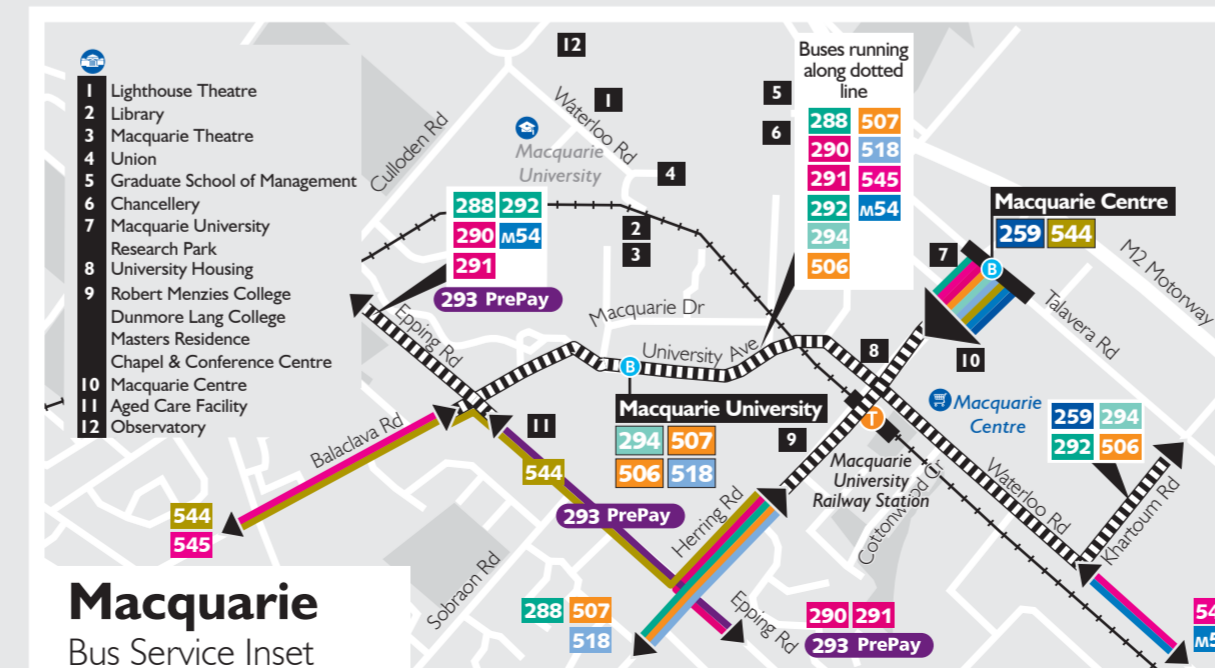 1 Lighthouse Theatre
2 Library
3 Macquarie Theatre
4 Union
5 Graduate School of Management
6 Chancellery
7 Macquarie University
Research Park
8 University Housing
9 Robert Menzies College
Dunmore Lang College
Masters Residence
Chapel & Conference Centre
10 Macquarie Centre
11 Aged Care Facility
12 Observatory
12
1
Waterloo Rd
Culloden Rd
Macquarie
University
4
2
3
5
6
Buses running
along dotted
line
288 507
290 518
291 545
292 M54
294
506
288 292
290 M54
291
293 PrePay
Epping Rd
Macquarie Dr
University Ave
B
Macquarie University
294 507
506 518
Macquarie Centre
259 544
B
7
M2 Motorway
Talavera Rd
8
10
9
11
T
Macquarie
University
Railway Station
Macquarie
Centre
259 294
292 506
Balaclava Rd
544
545
544
293 PrePay
Herring Rd
Cottonwood Cr
Waterloo Rd
Khartoum Rd
Sobraon Rd
288 507
518
Epping Rd
290 291
293 PrePay
Macquarie
Bus Service Inset